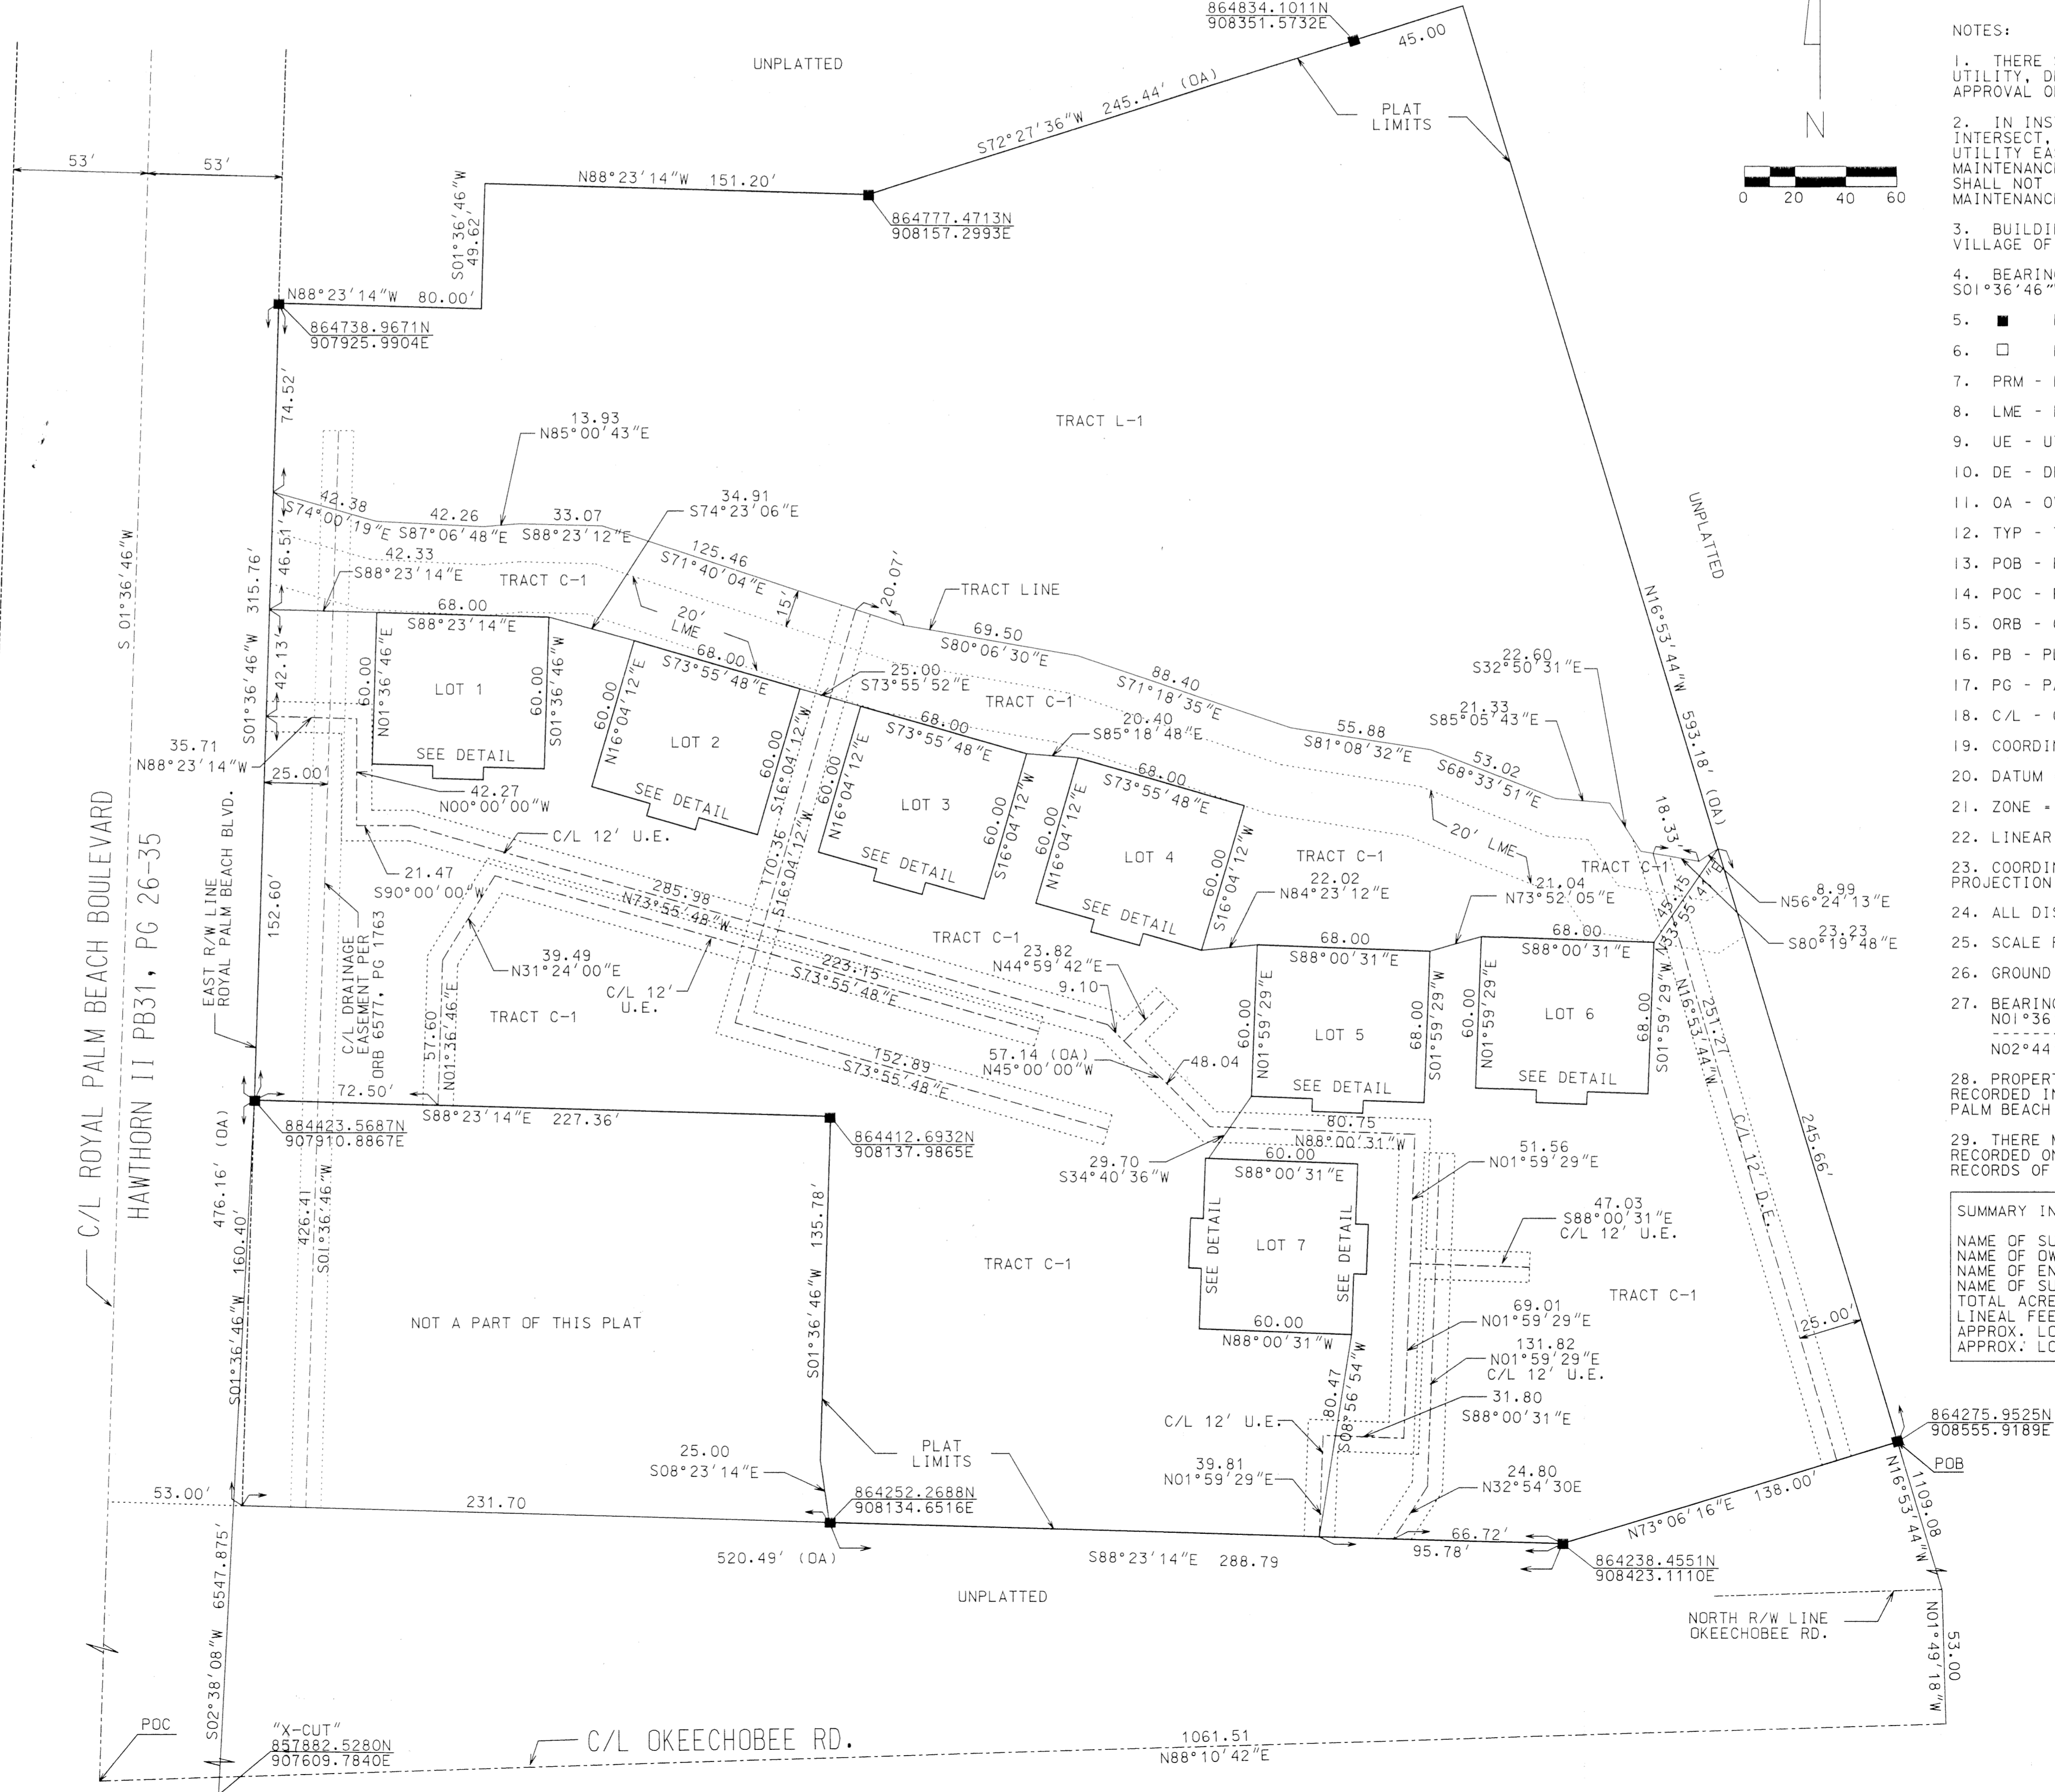 864834.1011N
908351.5732E
45.00
UNPLATTED
S72°27'36"W 245.44' (OA)
PLAT
LIMITS
N
0 20 40 60
53'
53'
N88°23'14"W 151.20'
S01°36'46"W
49.62'
864777.4713N
908157.2993E
N88°23'14"W 80.00'
864738.9671N
907925.9904E
74.52'
13.93
N85°00'43"E
TRACT L-1
UNPLATTED
42.38
S74°00'19"E
42.26
S87°06'48"E
33.07
S88°23'12"E
34.91
S74°23'06"E
125.46
S71°40'04"E
46.51'
42.33
S88°23'14"E
TRACT C-1
15'
20.07'
TRACT LINE
20'
LME
69.50
S80°06'30"E
88.40
S71°18'35"E
22.60
S32°50'31"E
21.33
S85°05'43"E
55.88
S81°08'32"E
53.02
S68°33'51"E
N16°53'44"W 593.18' (OA)
S 01°36'46"W
S01°36'46"W 315.76'
42.13'
68.00
S88°23'14"E
60.00
N01°36'46"E
LOT 1
60.00
S01°36'46"W
SEE DETAIL
68.00
S73°55'48"E
60.00
N16°04'12"E
LOT 2
60.00
S16°04'12"W
SEE DETAIL
25.00
S73°55'52"E
TRACT C-1
170.36
S16°04'12"W
68.00
S73°55'48"E
60.00
N16°04'12"E
LOT 3
60.00
S16°04'12"W
SEE DETAIL
20.40
S85°18'48"E
68.00
S73°55'48"E
60.00
N16°04'12"E
LOT 4
60.00
S16°04'12"W
SEE DETAIL
TRACT C-1
20' LME
TRACT C-1
18.33'
8.99
N56°24'13"E
23.23
S80°19'48"E
45.15
N33°55'41"E
35.71
N88°23'14"W
25.00'
42.27
N00°00'00"W
C/L 12' U.E.
21.47
S90°00'00"W
285.98
N73°55'48"W
22.02
N84°23'12"E
21.04
N73°52'05"E
68.00
S88°00'31"E
60.00
N01°59'29"E
LOT 5
68.00
S01°59'29"W
SEE DETAIL
68.00
S88°00'31"E
60.00
N01°59'29"E
LOT 6
68.00
S01°59'26"W
SEE DETAIL
N16°53'44"W
251.27
C/L 12' D.E.
245.66'
25.00'
C/L ROYAL PALM BEACH BOULEVARD
HAWTHORN II PB31, PG 26-35
EAST R/W LINE
ROYAL PALM BEACH BLVD.
152.60'
C/L DRAINAGE
EASEMENT PER
ORB 6577, PG 1763
39.49
N31°24'00"E
57.60
N01°36'46"E
TRACT C-1
C/L 12'
U.E.
223.15
S73°55'48"E
TRACT C-1
23.82
N44°59'42"E
9.10
152.89
S73°55'48"E
57.14 (OA)
N45°00'00"W
48.04
80.75
N88°00'31"W
72.50'
S88°23'14"E 227.36'
884423.5687N
907910.8867E
864412.6932N
908137.9865E
29.70
S34°40'36"W
60.00
S88°00'31"E
SEE DETAIL
LOT 7
SEE DETAIL
60.00
N88°00'31"W
51.56
N01°59'29"E
47.03
S88°00'31"E
C/L 12' U.E.
69.01
N01°59'29"E
131.82
N01°59'29"E
C/L 12' U.E.
31.80
S88°00'31"E
TRACT C-1
TRACT C-1
476.16' (OA)
S01°36'46"W 160.40'
426.41
S01°36'46"W
NOT A PART OF THIS PLAT
S01°36'46"W 135.78'
C/L 12' U.E.
80.47
S08°56'54"W
PLAT
LIMITS
25.00
S08°23'14"E
39.81
N01°59'29"E
24.80
N32°54'30E
864275.9525N
908555.9189E
POB
53.00'
231.70
864252.2688N
908134.6516E
520.49' (OA)
S88°23'14"E 288.79
66.72'
95.78'
N73°06'16"E 138.00'
864238.4551N
908423.1110E
1109.08
N16°53'44"W
UNPLATTED
NORTH R/W LINE
OKEECHOBEE RD.
53.00
N01°49'18"W
S02°38'08"W 6547.875'
POC
"X-CUT"
857882.5280N
907609.7840E
C/L OKEECHOBEE RD.
1061.51
N88°10'42"E
NOTES:
1. THERE
UTILITY,
APPROVAL
2. IN
INTERSECT,
UTILITY
SHALL NOT
3.
VILLAGE OF
4.
S01°36'46"
5. ■
6. □
7. PRM -
8. LME -
9. UE -
10. DE -
11. OA -
12. TYP -
13. POB -
14. POC -
15. ORB -
16. PB -
17. PG -
18. C/L -
19.
20. DATUM
21. ZONE =
22. LINEAR
23.
PROJECTION
24. ALL
25. SCALE
26. GROUND
27.
N01°36
N02°44
28.
RECORDED
PALM BEACH
29. THERE
RECORDED
RECORDS OF
SUMMARY
NAME OF
NAME OF
NAME OF
NAME OF
TOTAL
LINEAL
APPROX.
APPROX.